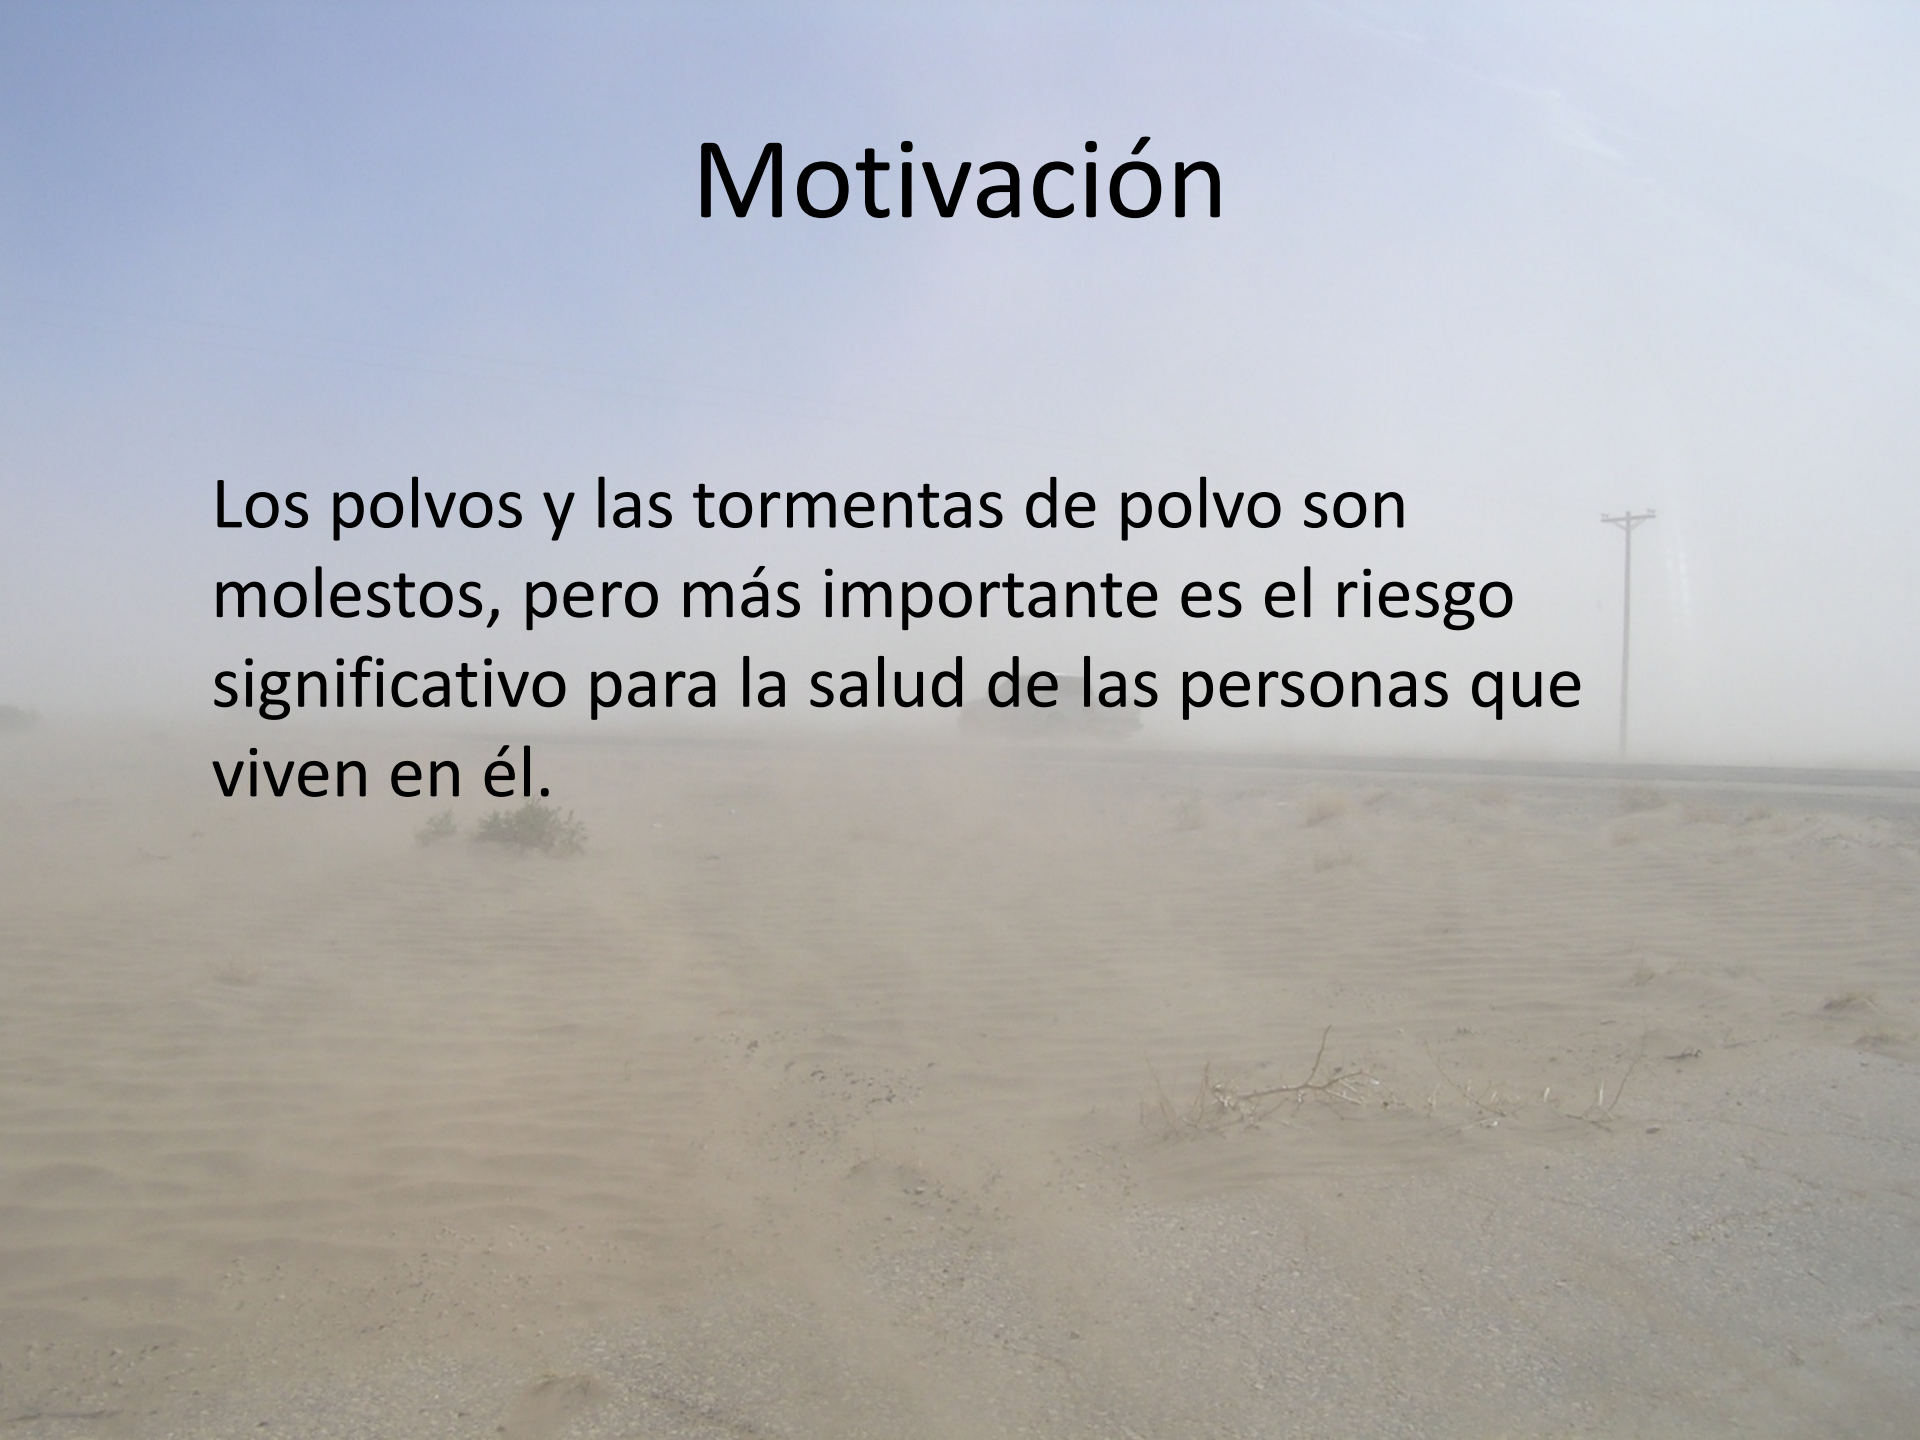 Motivación
Los polvos y las tormentas de polvo son
molestos, pero más importante es el riesgo
significativo para la salud de las personas que
viven en él.